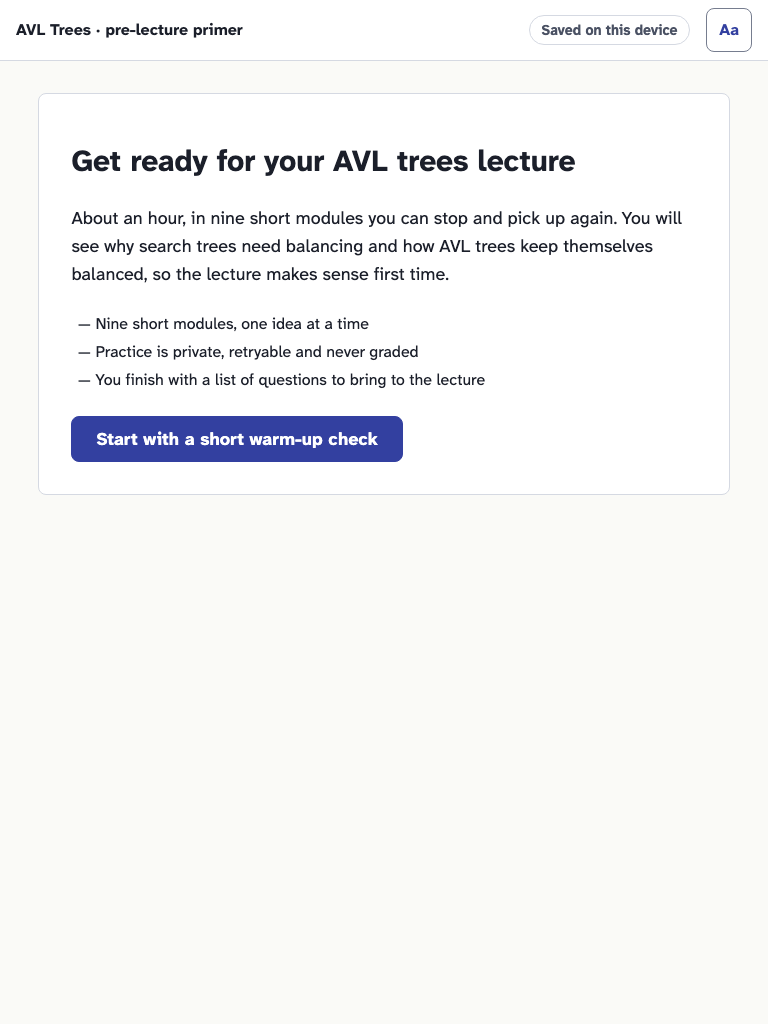 AVL Trees · pre-lecture primer
Saved on this device
Aa
Get ready for your AVL trees lecture
About an hour, in nine short modules you can stop and pick up again. You will
see why search trees need balancing and how AVL trees keep themselves
balanced, so the lecture makes sense first time.
— Nine short modules, one idea at a time
— Practice is private, retryable and never graded
— You finish with a list of questions to bring to the lecture
Start with a short warm-up check